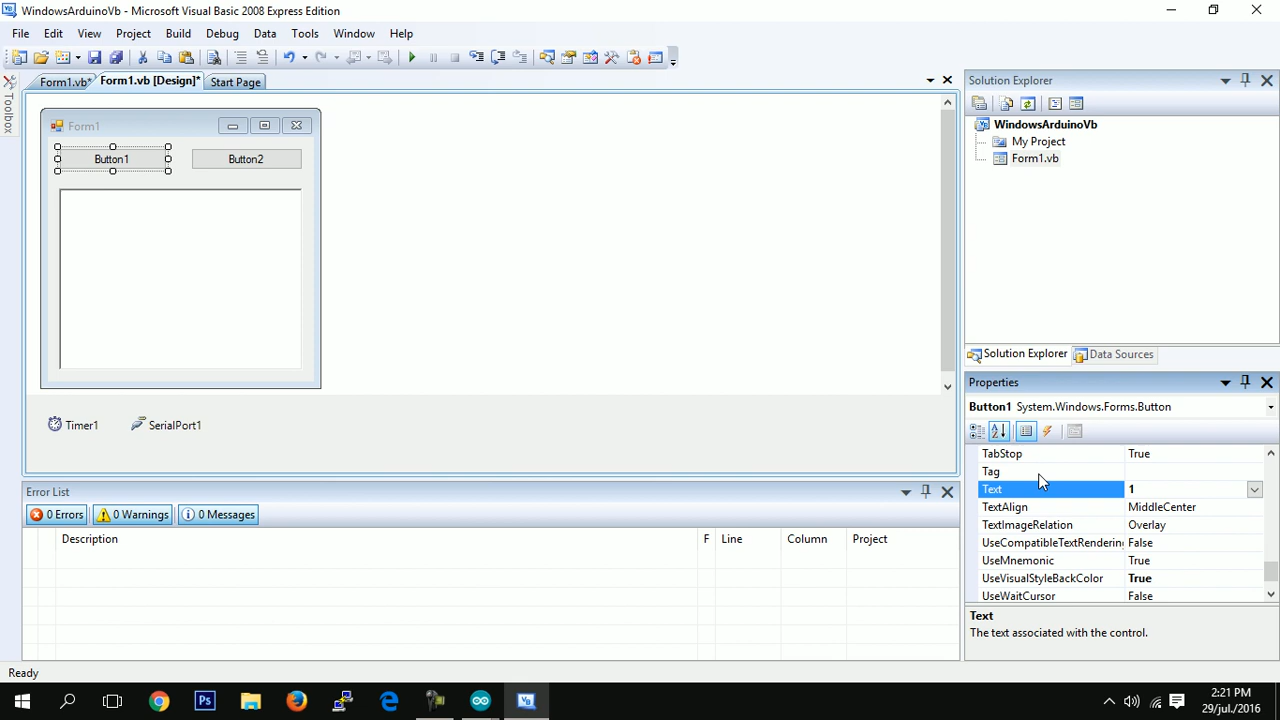 WindowsArduinoVb - Microsoft Visual Basic 2008 Express Edition
File Edit View Project Build Debug Data Tools Window Help
Form1.vb* Form1.vb [Design]* Start Page
Toolbox
Form1
Button1 Button2
Timer1 SerialPort1
Error List
0 Errors 0 Warnings 0 Messages
Description F Line Column Project
Ready
Solution Explorer
WindowsArduinoVb
My Project
Form1.vb
Solution Explorer Data Sources
Properties
Button1 System.Windows.Forms.Button
TabStop True
Tag
Text 1
TextAlign MiddleCenter
TextImageRelation Overlay
UseCompatibleTextRendering False
UseMnemonic True
UseVisualStyleBackColor True
UseWaitCursor False
Text
The text associated with the control.
Ps VB
2:21 PM
29/jul./2016